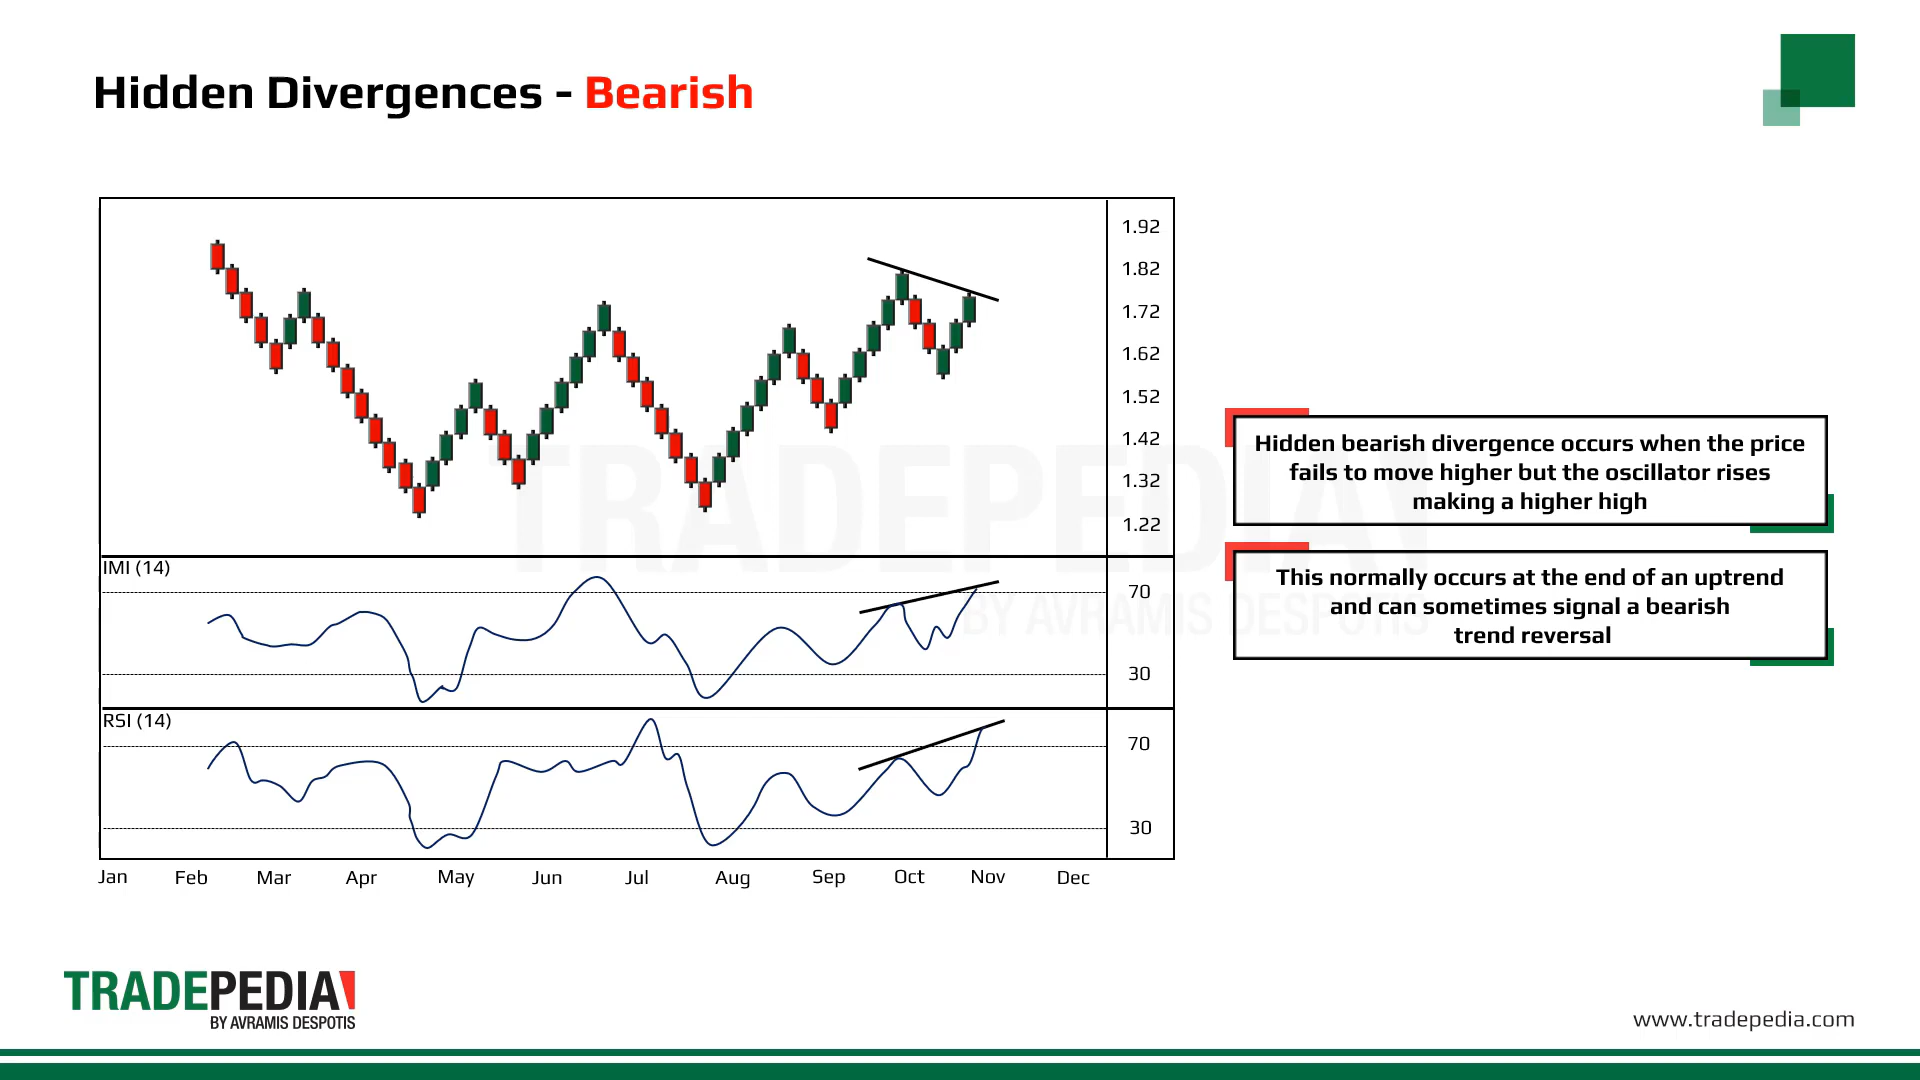 Hidden Divergences - Bearish
1.92
1.82
1.72
1.62
1.52
1.42
1.32
1.22
IMI (14)
70
30
RSI (14)
70
30
Jan Feb Mar Apr May Jun Jul Aug Sep Oct Nov Dec
Hidden bearish divergence occurs when the price
fails to move higher but the oscillator rises
making a higher high
This normally occurs at the end of an uptrend
and can sometimes signal a bearish
trend reversal
TRADEPEDIA
BY AVRAMIS DESPOTIS
TRADEPEDIA
BY AVRAMIS DESPOTIS
www.tradepedia.com